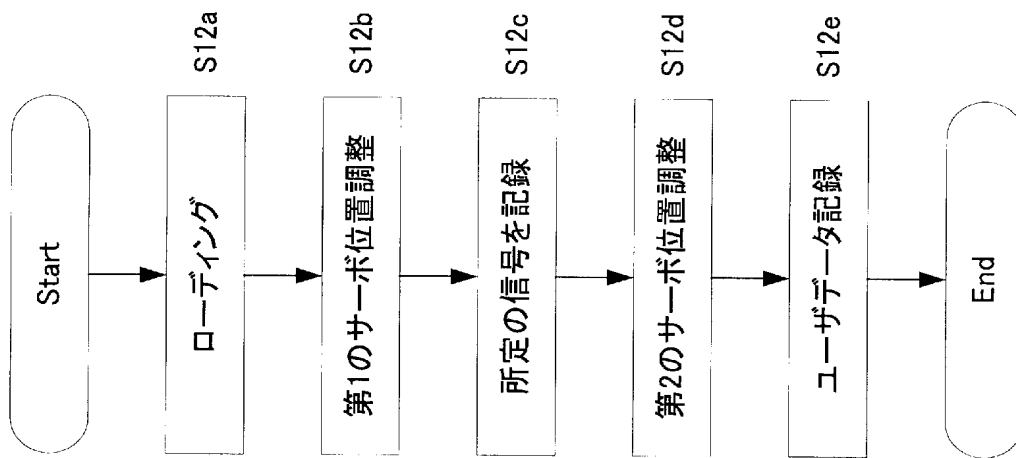 Start
ローディング
S12a
第1のサーボ位置調整
S12b
所定の信号を記録
S12c
第2のサーボ位置調整
S12d
ユーザデータ記録
S12e
End